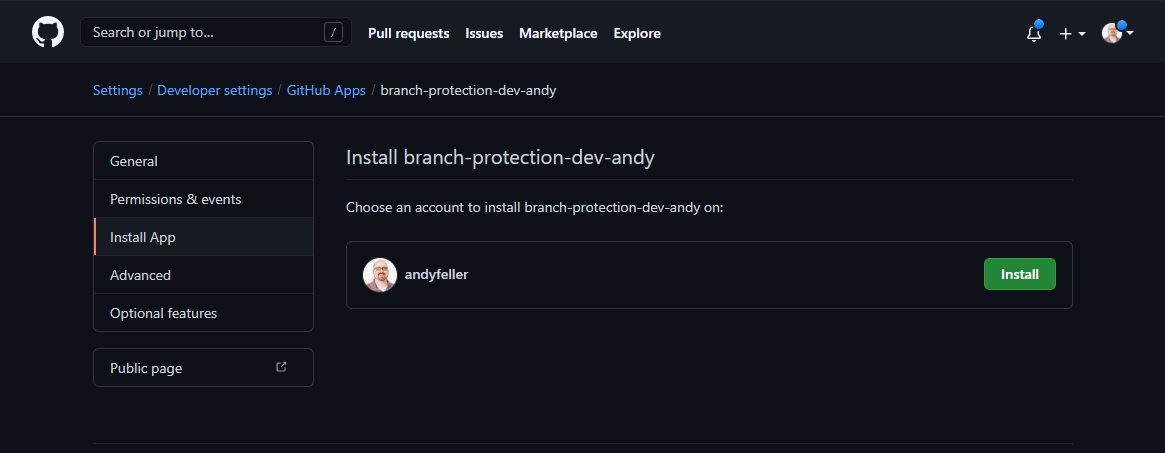 Search or jump to... /
Pull requests Issues Marketplace Explore
Settings / Developer settings / GitHub Apps / branch-protection-dev-andy
General
Permissions & events
Install App
Advanced
Optional features
Public page
Install branch-protection-dev-andy
Choose an account to install branch-protection-dev-andy on:
andyfeller
Install